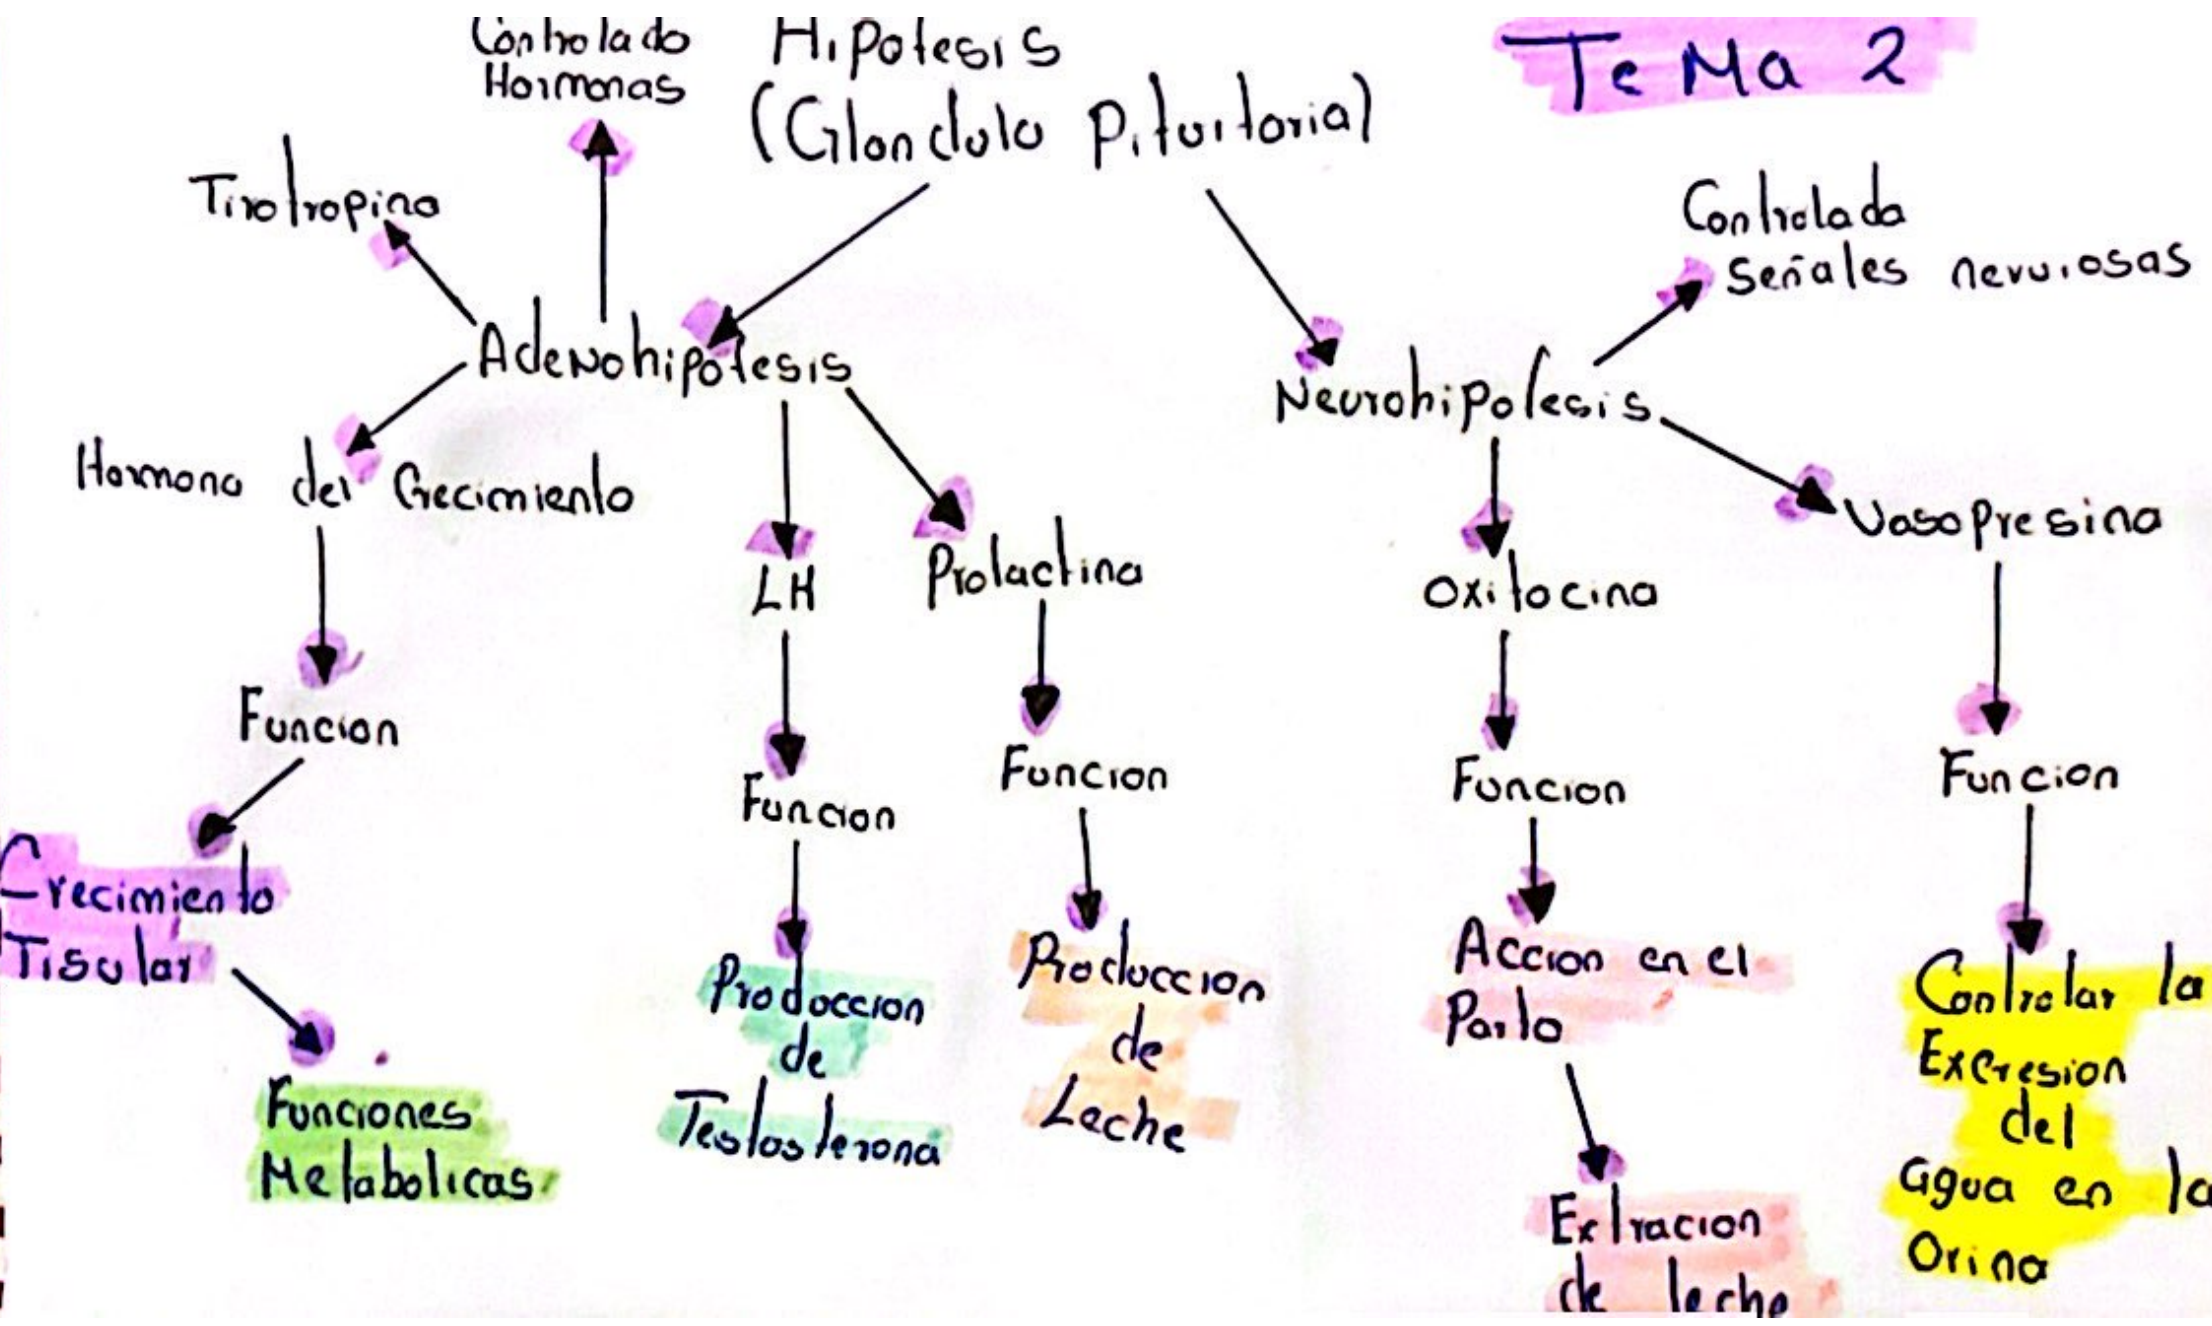 TeMa 2
Hipofesis
(Glandula Pituitoria)
Controlado
Hormonas
Tirotropina
Adenohipofesis
Controlada
Señales nerviosas
Neurohipofesis
Hormona del Crecimiento
Funcion
Crecimiento
Tisular
Funciones
Metabolicas
LH
Funcion
Produccion
de
Testosterona
Prolactina
Funcion
Produccion
de
Leche
Oxitocina
Funcion
Accion en el
Parto
Extracion
de leche
Vasopresina
Funcion
Controlar la
Excresion
del
agua en la
Orina